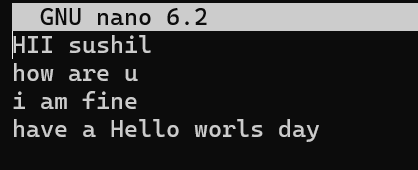 GNU nano 6.2
HII sushil
how are u
i am fine
have a Hello worls day